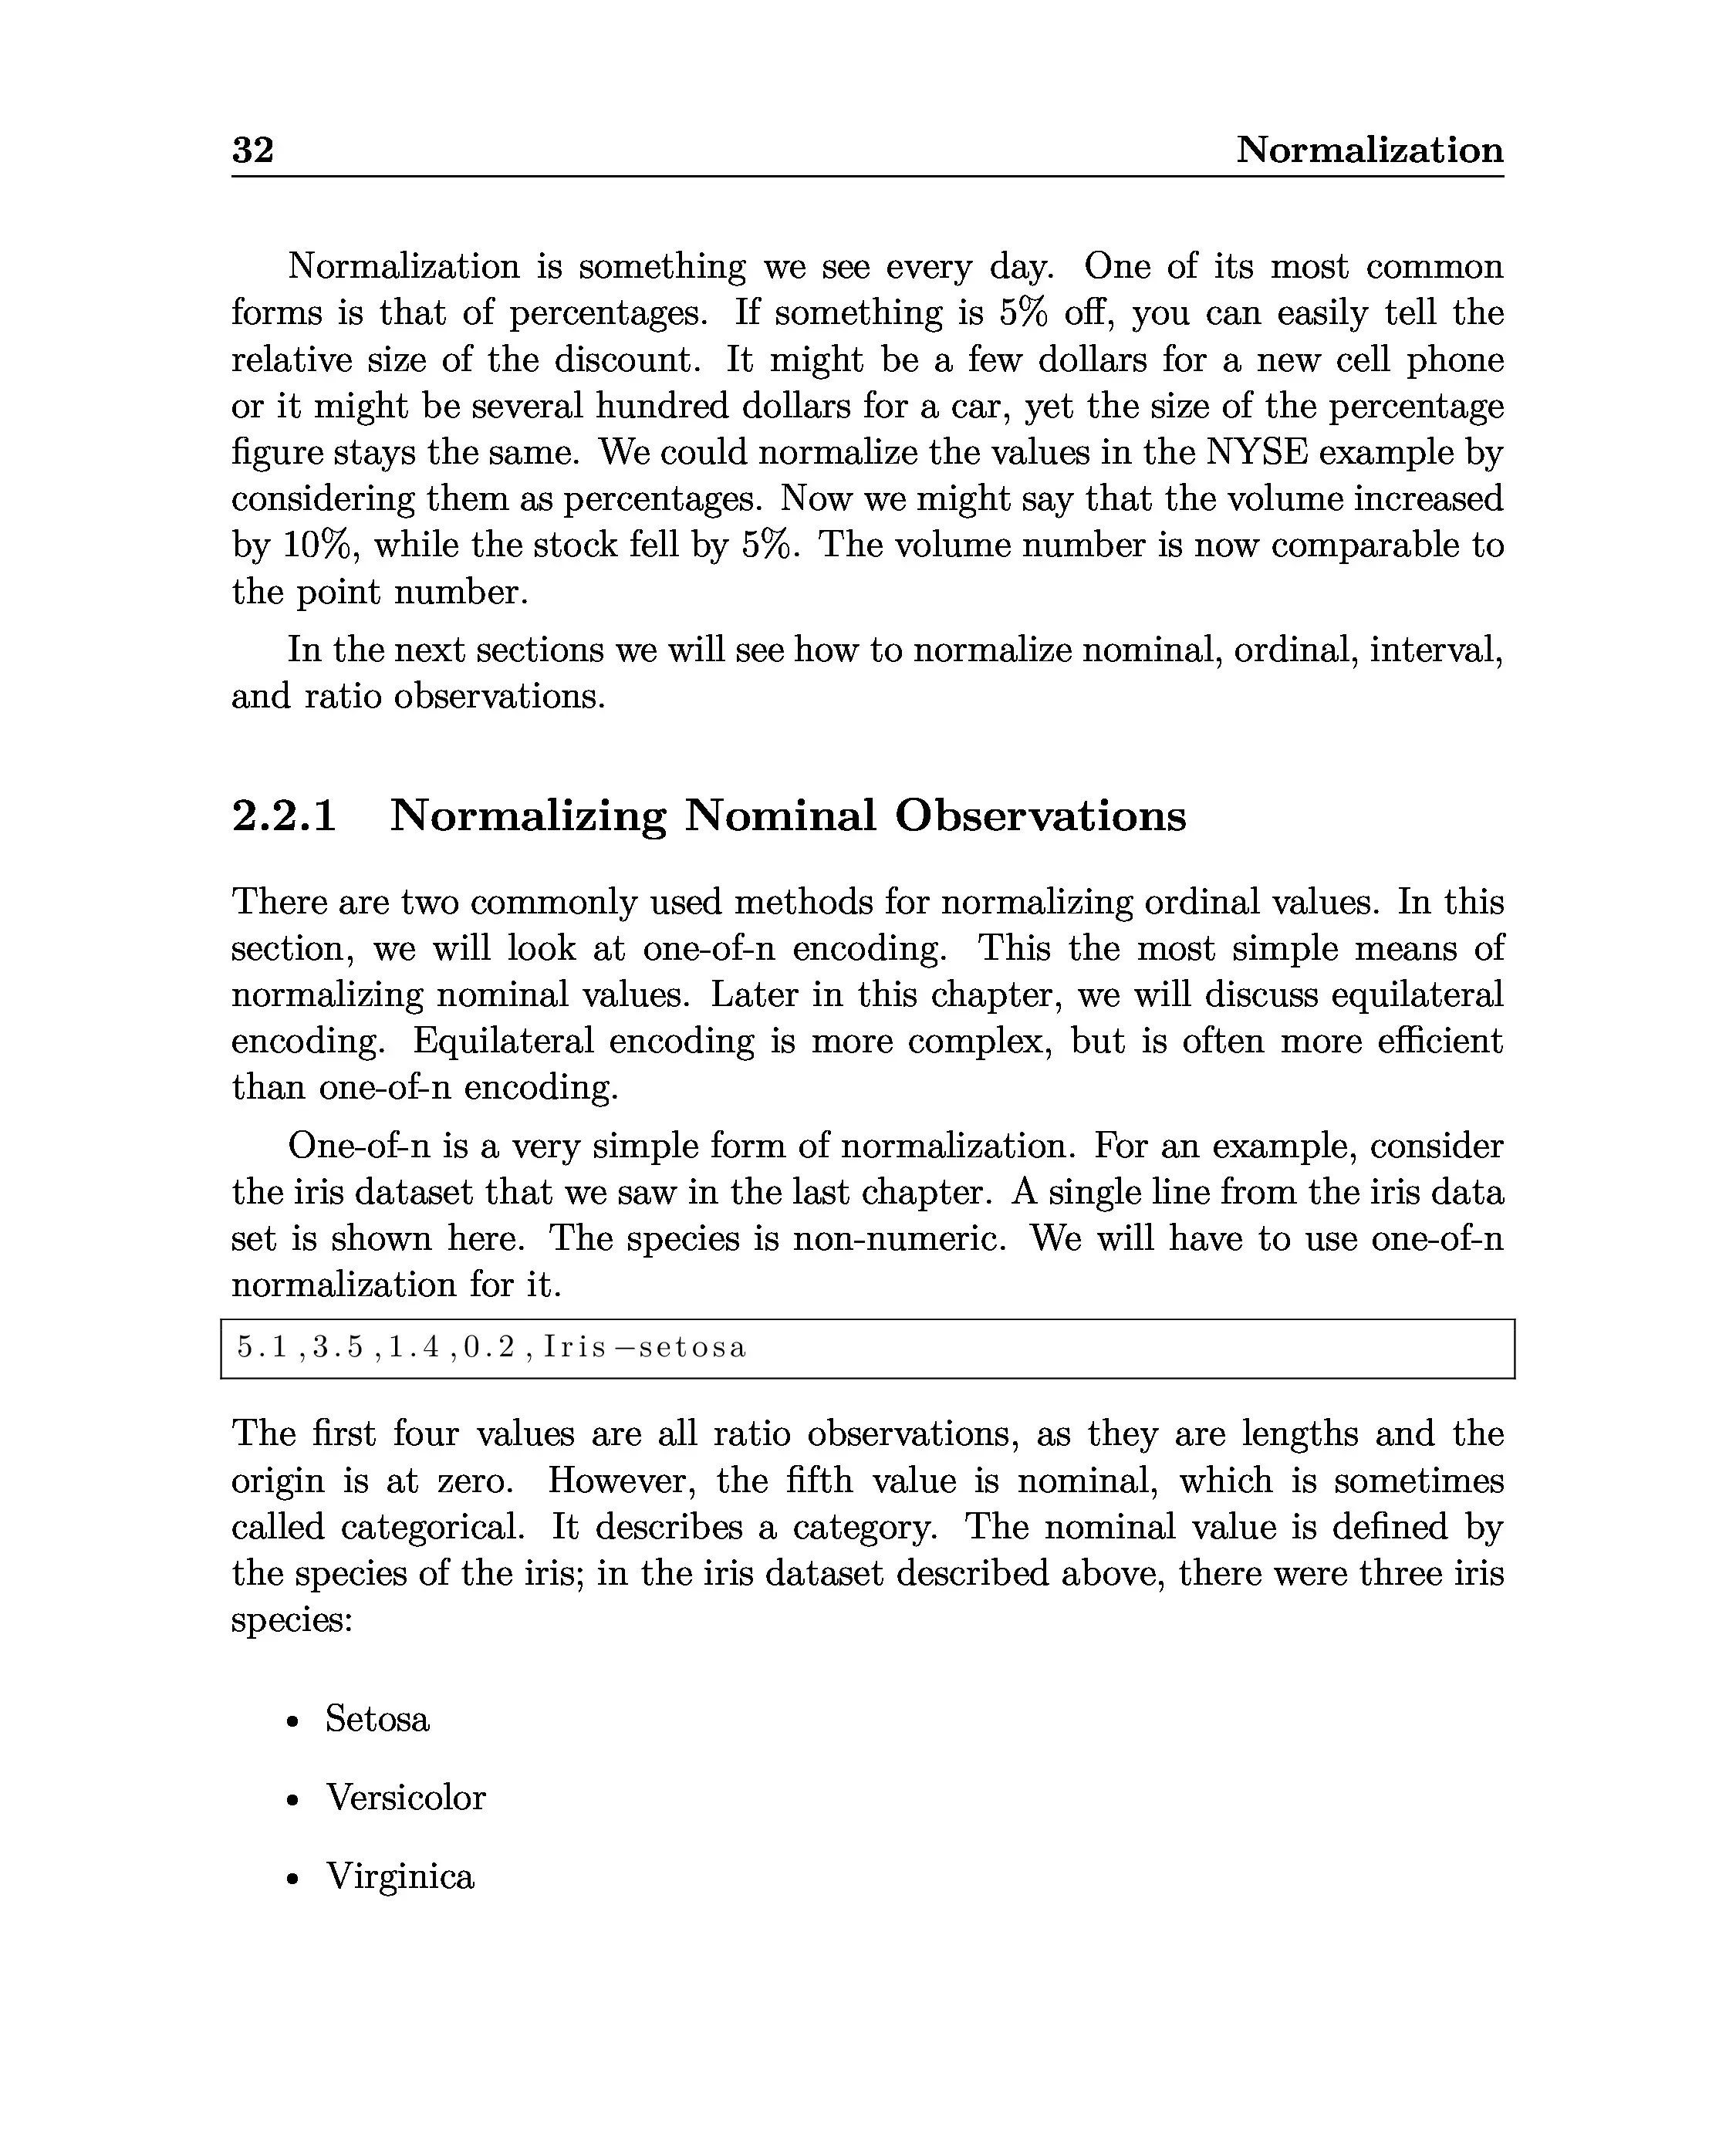 32 Normalization
Normalization is something we see every day. One of its most common
forms is that of percentages. If something is 5% off, you can easily tell the
relative size of the discount. It might be a few dollars for a new cell phone
or it might be several hundred dollars for a car, yet the size of the percentage
figure stays the same. We could normalize the values in the NYSE example by
considering them as percentages. Now we might say that the volume increased
by 10%, while the stock fell by 5%. The volume number is now comparable to
the point number.
In the next sections we will see how to normalize nominal, ordinal, interval,
and ratio observations.
2.2.1 Normalizing Nominal Observations
There are two commonly used methods for normalizing ordinal values. In this
section, we will look at one-of-n encoding. This the most simple means of
normalizing nominal values. Later in this chapter, we will discuss equilateral
encoding. Equilateral encoding is more complex, but is often more efficient
than one-of-n encoding.
One-of-n is a very simple form of normalization. For an example, consider
the iris dataset that we saw in the last chapter. A single line from the iris data
set is shown here. The species is non-numeric. We will have to use one-of-n
normalization for it.
5.1,3.5,1.4,0.2,Iris-setosa
The first four values are all ratio observations, as they are lengths and the
origin is at zero. However, the fifth value is nominal, which is sometimes
called categorical. It describes a category. The nominal value is defined by
the species of the iris; in the iris dataset described above, there were three iris
species:
• Setosa
• Versicolor
• Virginica